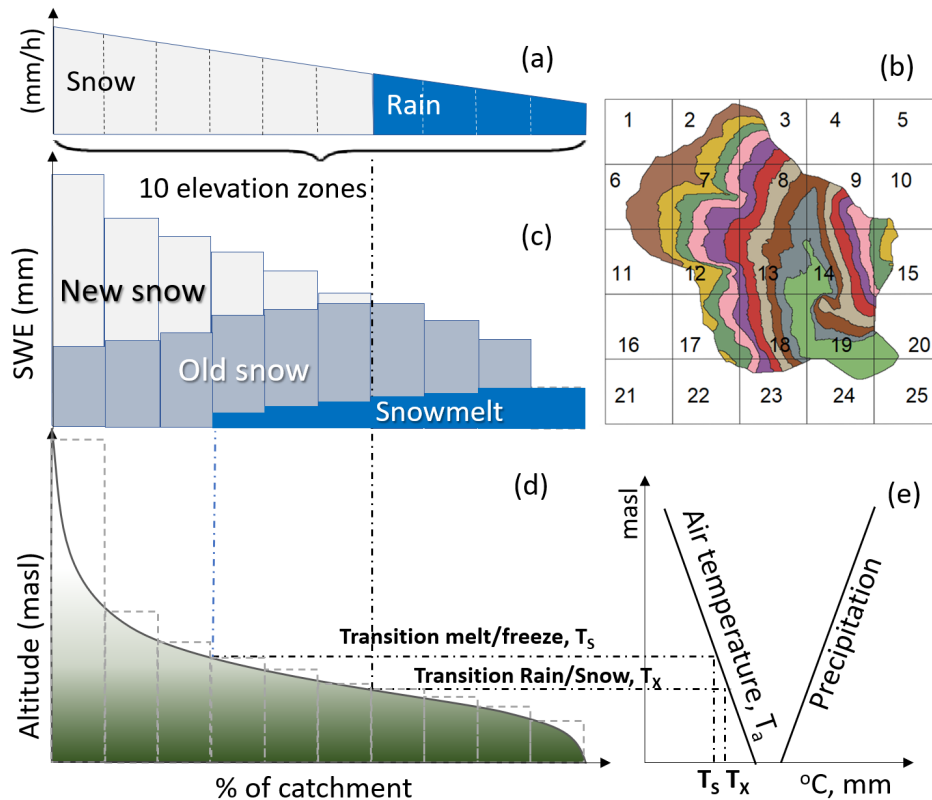 (mm/h)
Snow
Rain
(a)
(b)
1 2 3 4 5
6 7 8 9 10
11 12 13 14 15
16 17 18 19 20
21 22 23 24 25
10 elevation zones
(c)
SWE (mm)
New snow
Old snow
Snowmelt
(d)
Altitude (masl)
Transition melt/freeze, Tₛ
Transition Rain/Snow, Tₓ
% of catchment
(e)
masl
Air temperature, Tₐ
Precipitation
Tₛ Tₓ
⁰C, mm